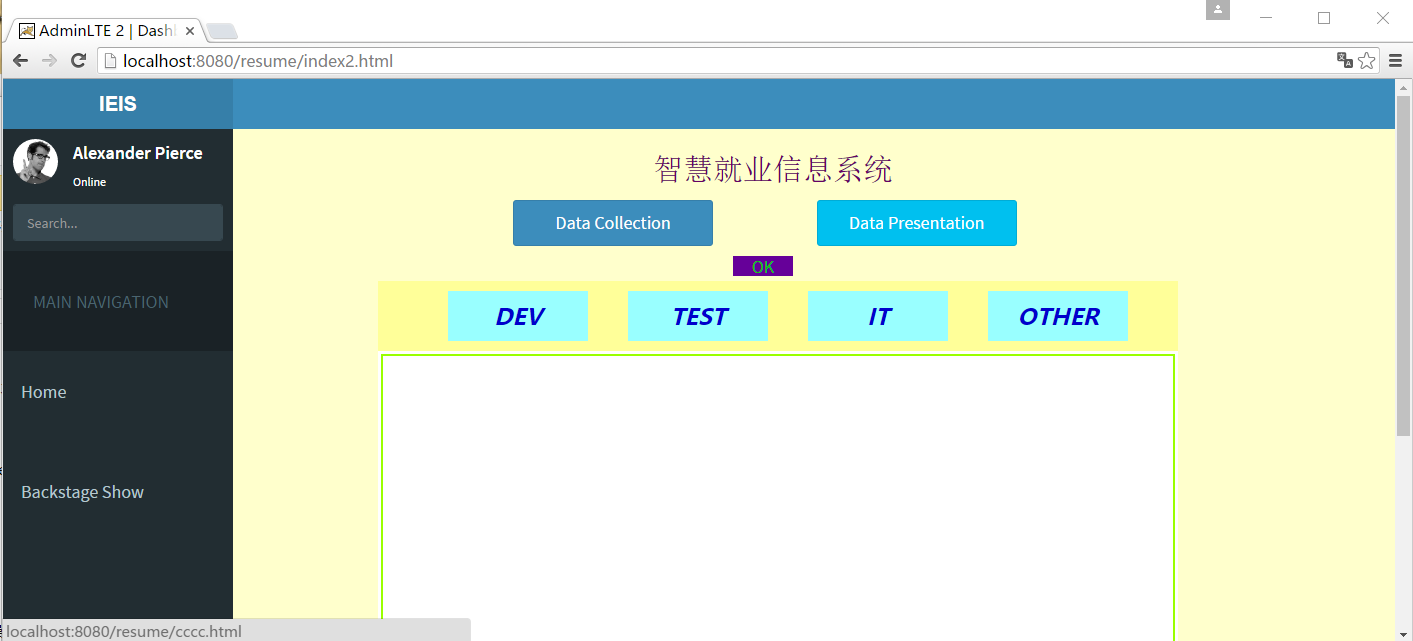 AdminLTE 2 | Dash
localhost:8080/resume/index2.html
IEIS
Alexander Pierce
Online
Search...
MAIN NAVIGATION
Home
Backstage Show
智慧就业信息系统
Data Collection
Data Presentation
OK
DEV
TEST
IT
OTHER
localhost:8080/resume/cccc.html